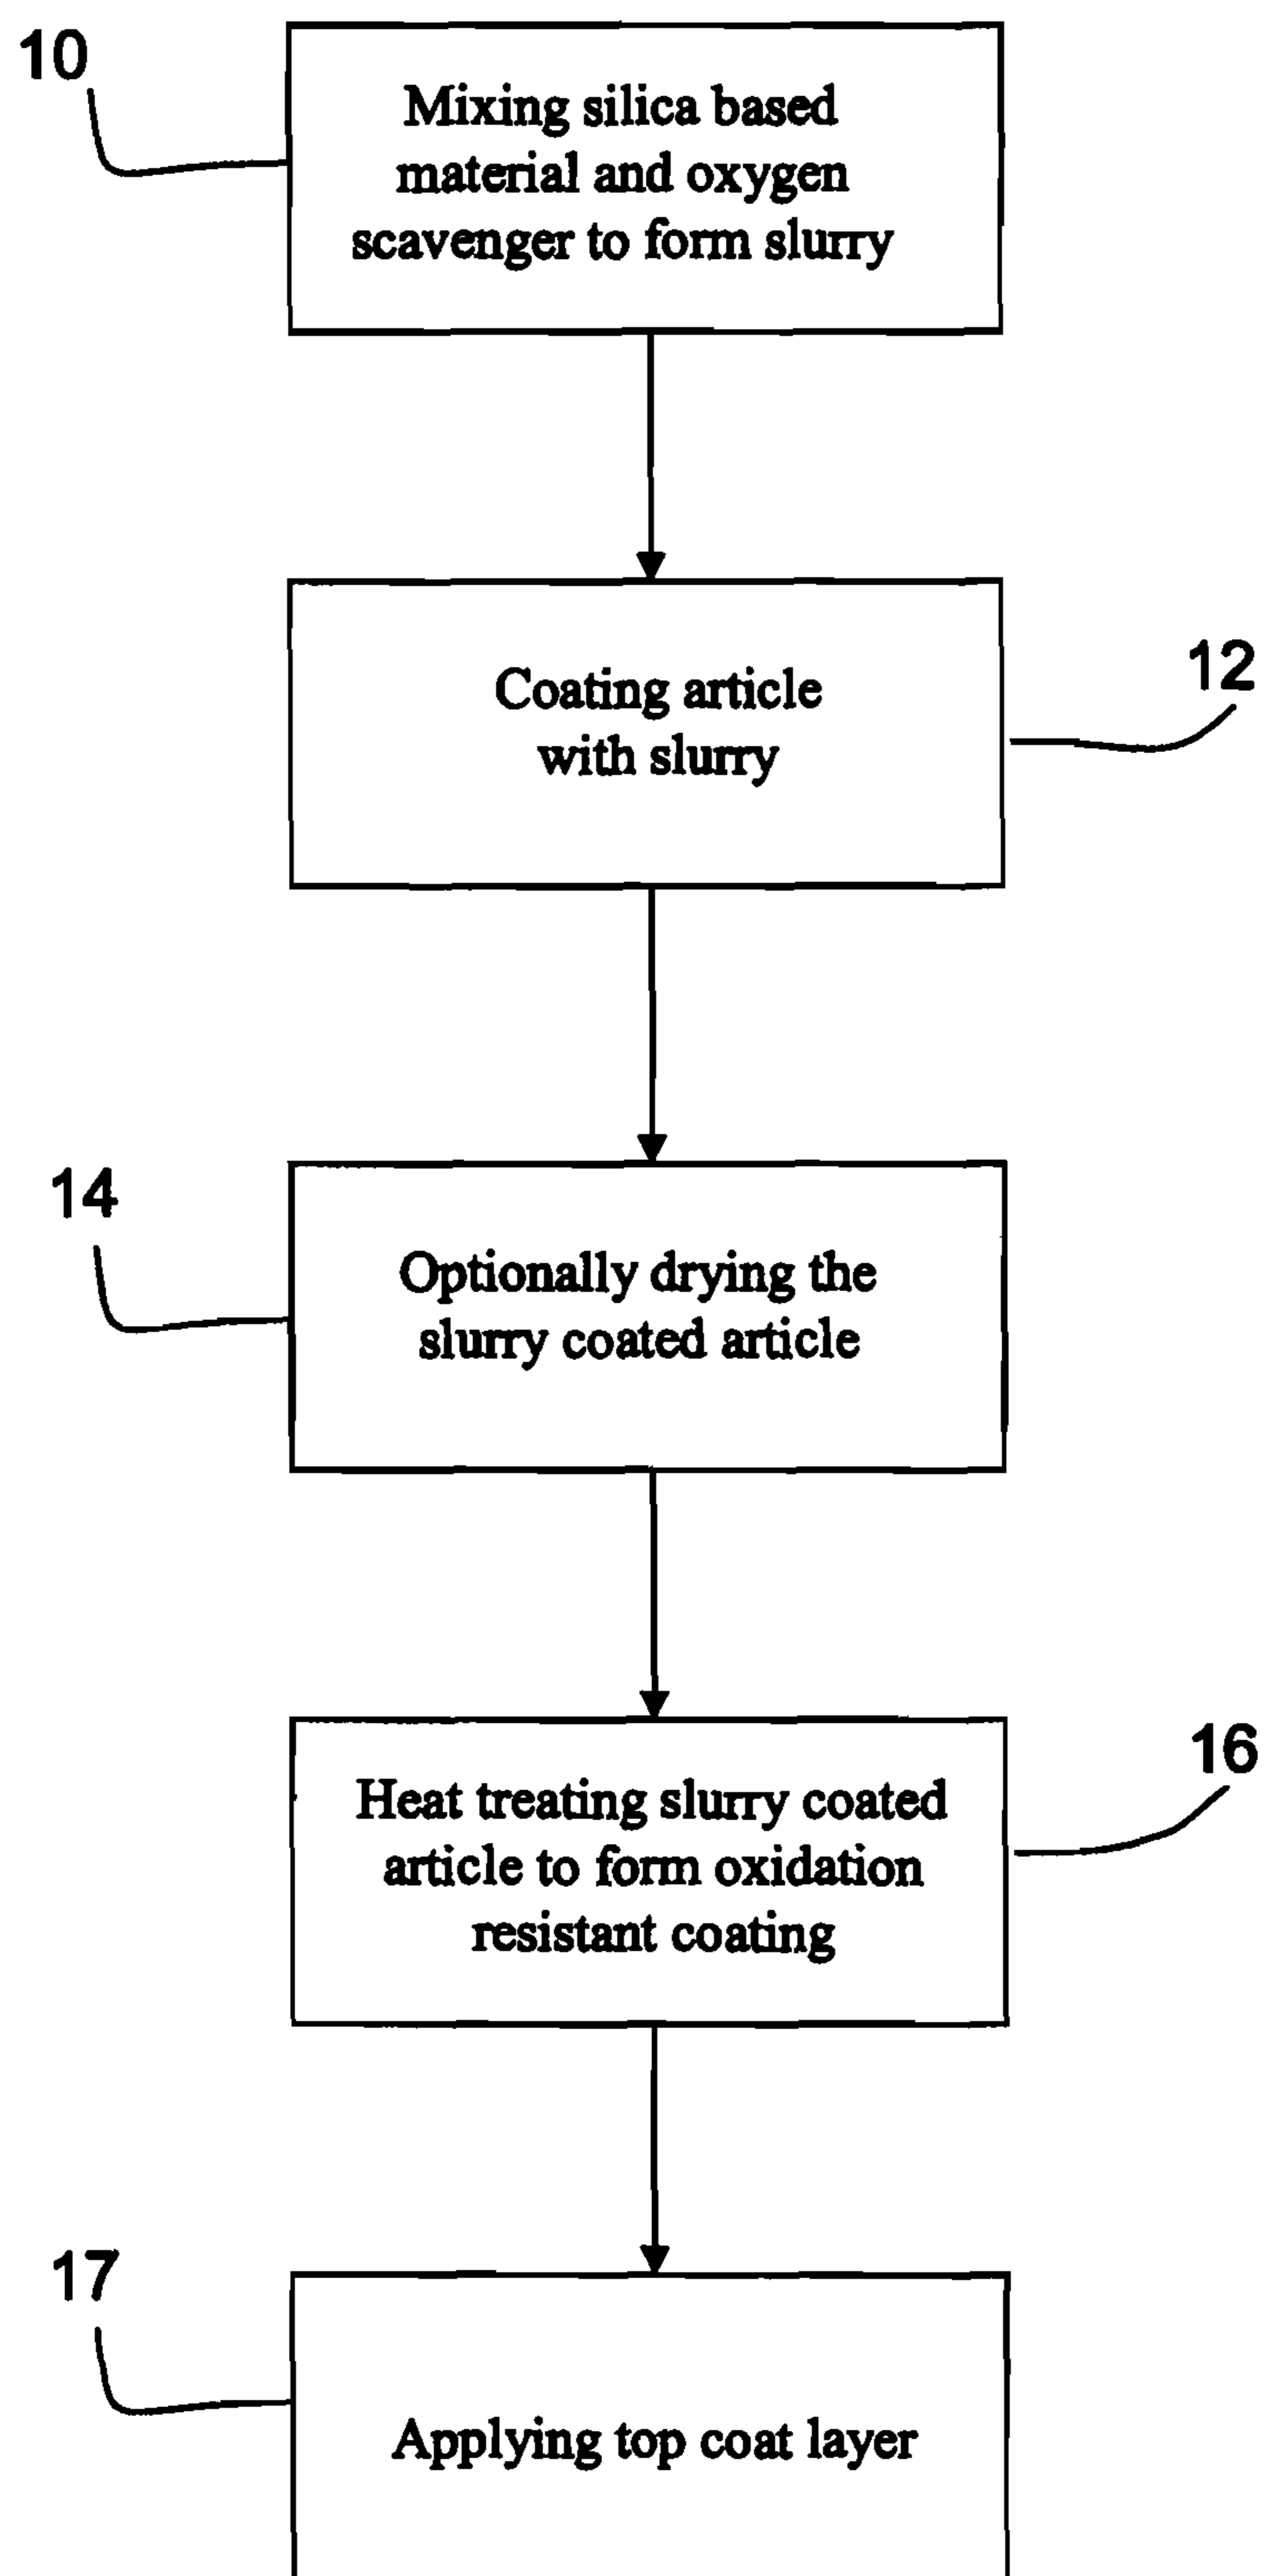 10
Mixing silica based
material and oxygen
scavenger to form slurry
12
Coating article
with slurry
14
Optionally drying the
slurry coated article
16
Heat treating slurry coated
article to form oxidation
resistant coating
17
Applying top coat layer